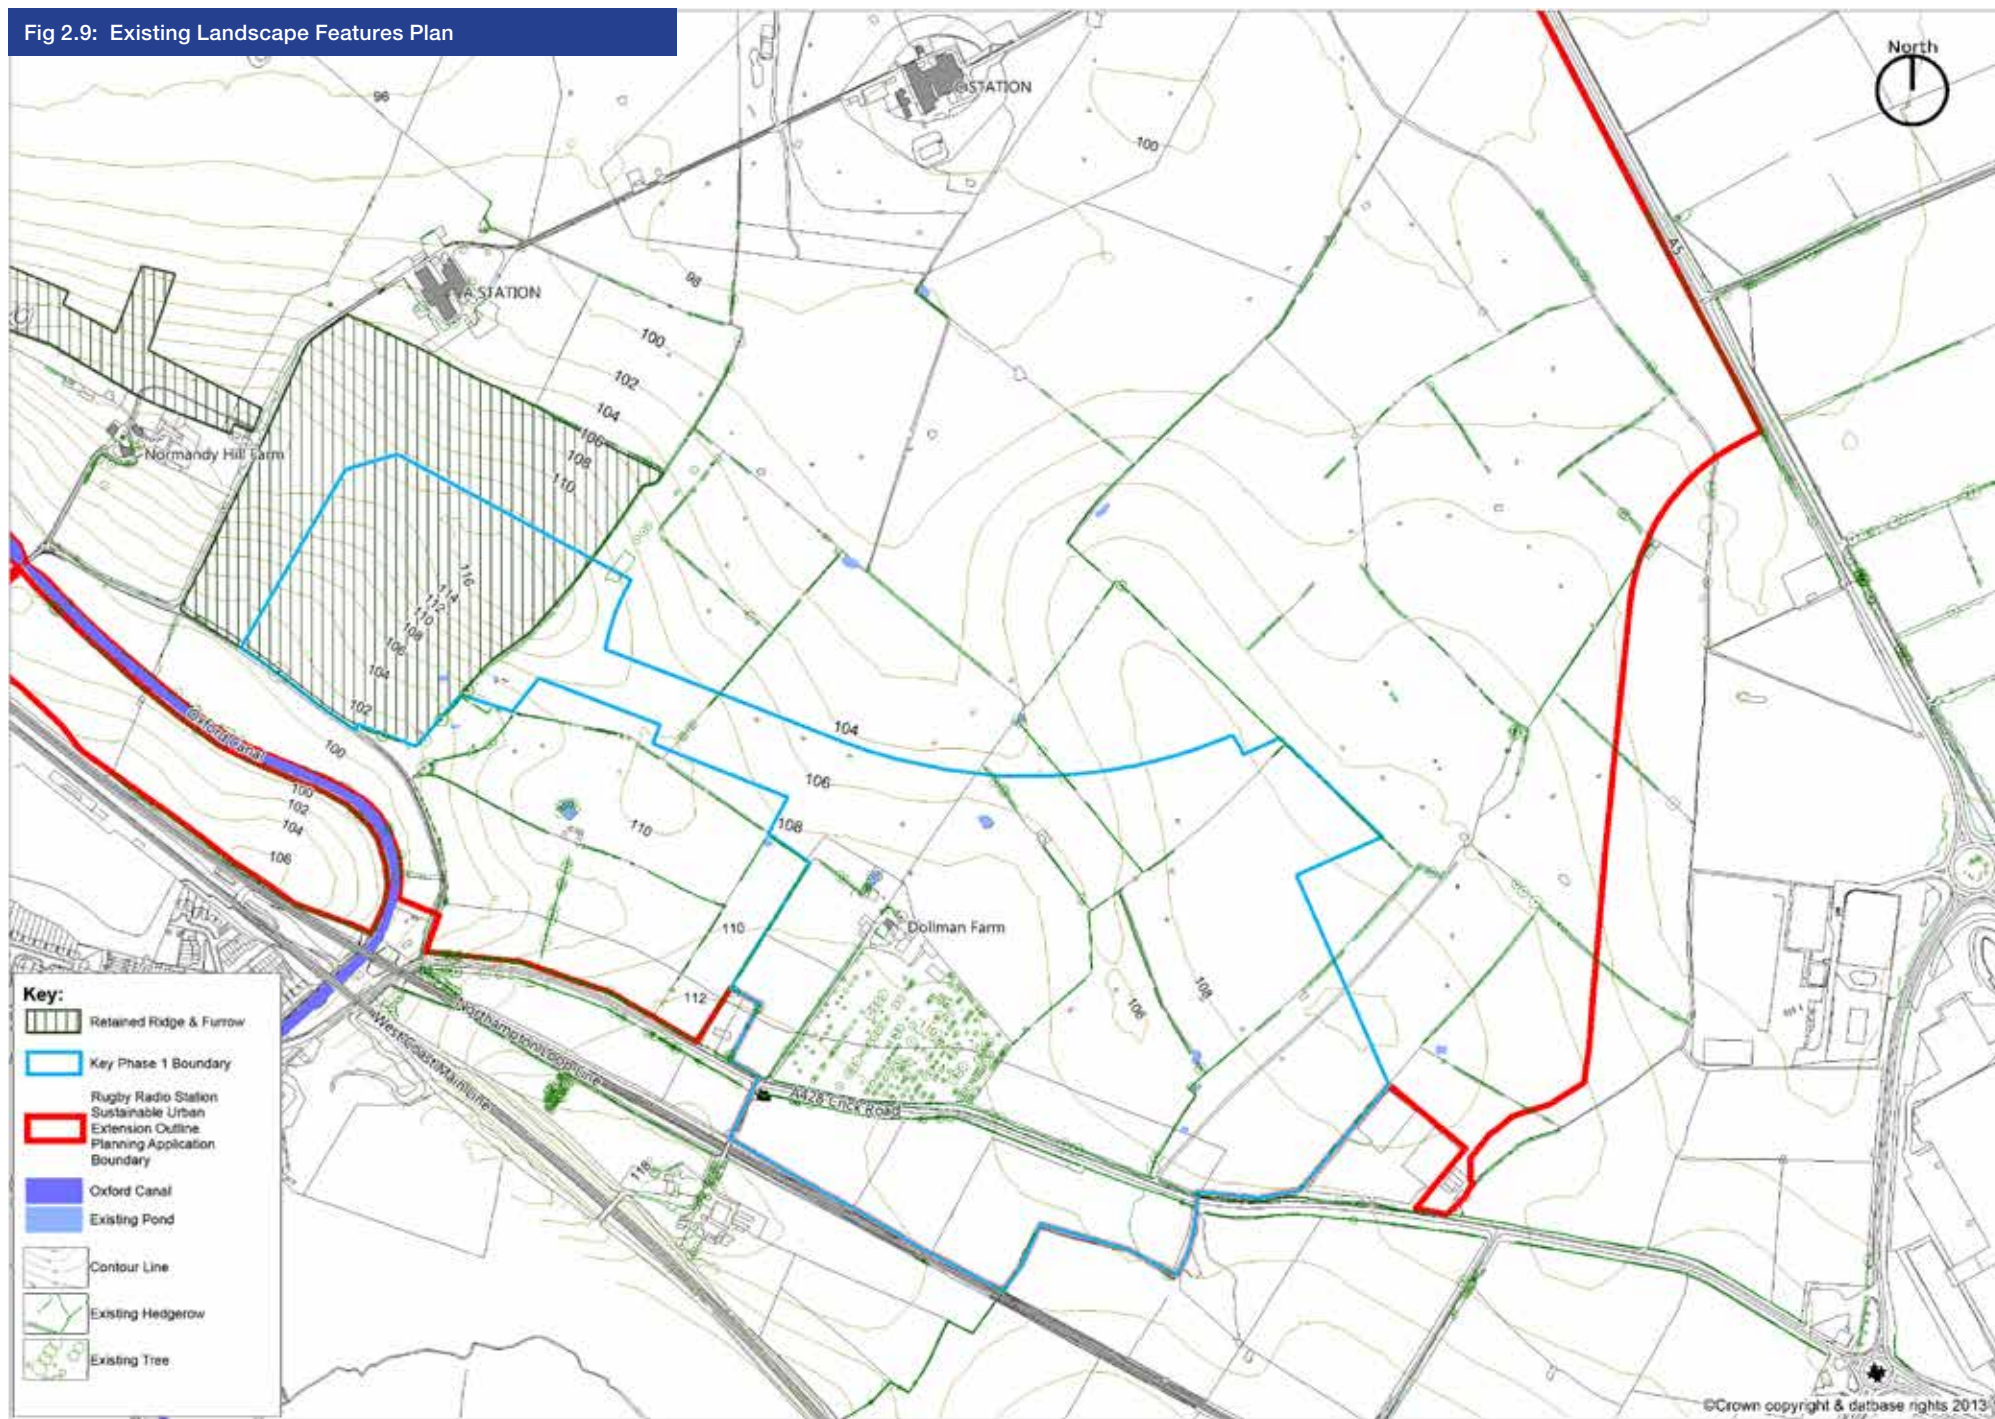 Fig 2.9: Existing Landscape Features Plan
North
96
STATION
100
A5
98
A STATION
100
102
104
106
108
110
Normandy Hill Farm
116
114
112
110
108
106
104
102
100
Oxford Canal
104
106
108
110
100
102
104
106
110
Dollman Farm
112
106
108
Northampton Loop Line
West Coast Main Line
A428 Crick Road
118
Key:
Retained Ridge & Furrow
Key Phase 1 Boundary
Rugby Radio Station
Sustainable Urban
Extension Outline
Planning Application
Boundary
Oxford Canal
Existing Pond
Contour Line
Existing Hedgerow
Existing Tree
©Crown copyright & datbase rights 2013